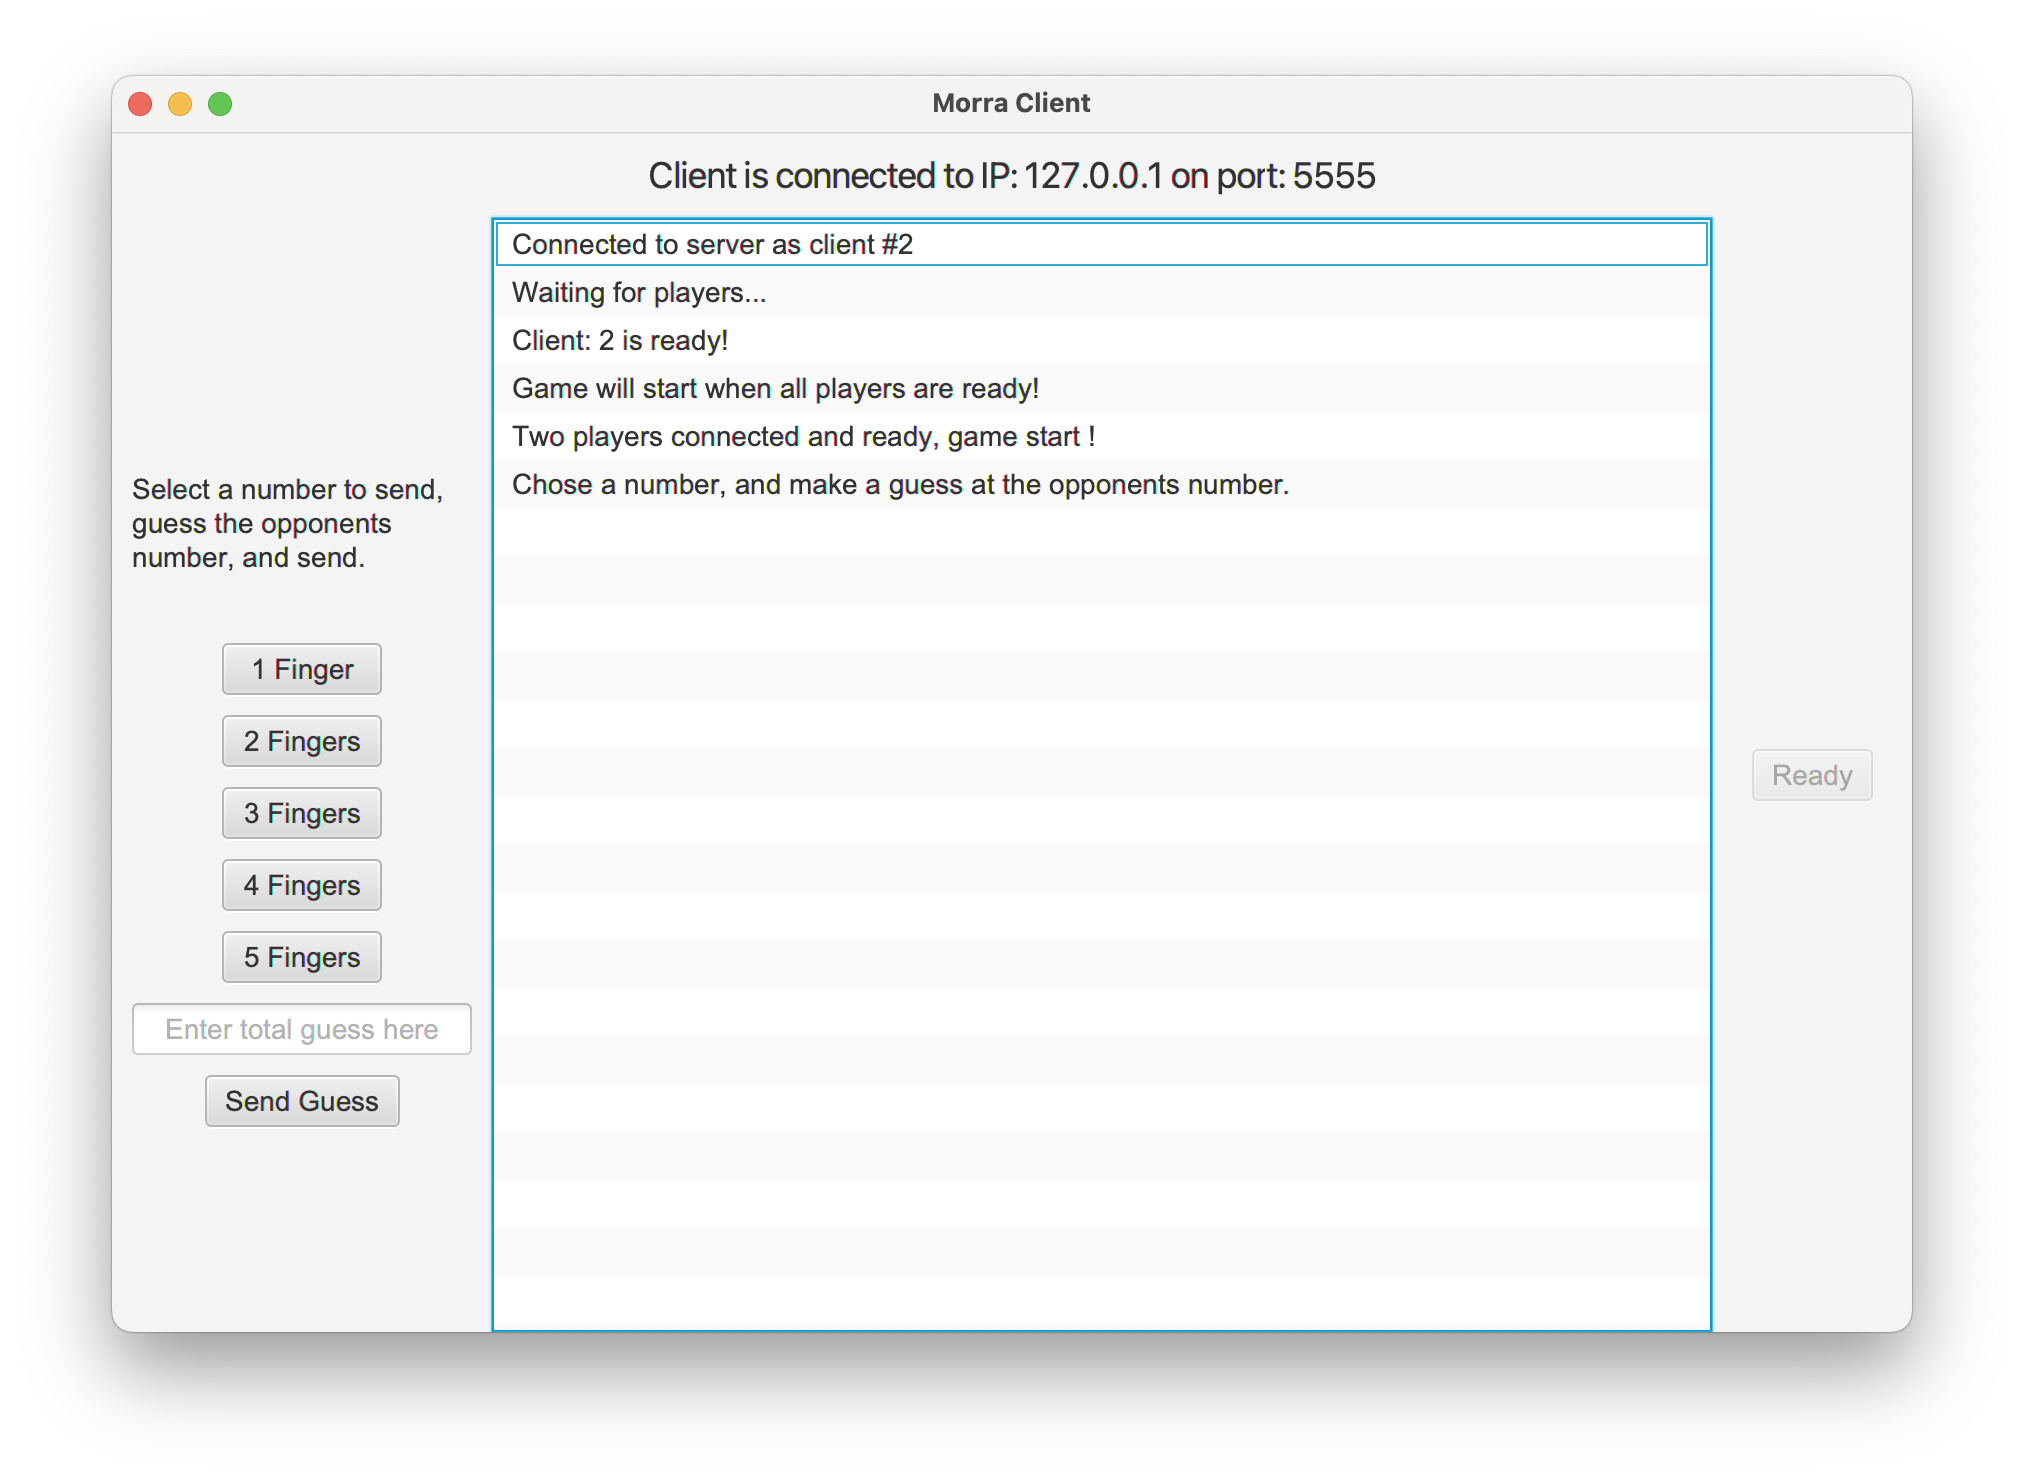 Morra Client
Client is connected to IP: 127.0.0.1 on port: 5555
Connected to server as client #2
Waiting for players...
Client: 2 is ready!
Game will start when all players are ready!
Two players connected and ready, game start !
Chose a number, and make a guess at the opponents number.
Select a number to send,
guess the opponents
number, and send.
1 Finger
2 Fingers
3 Fingers
4 Fingers
5 Fingers
Enter total guess here
Send Guess
Ready